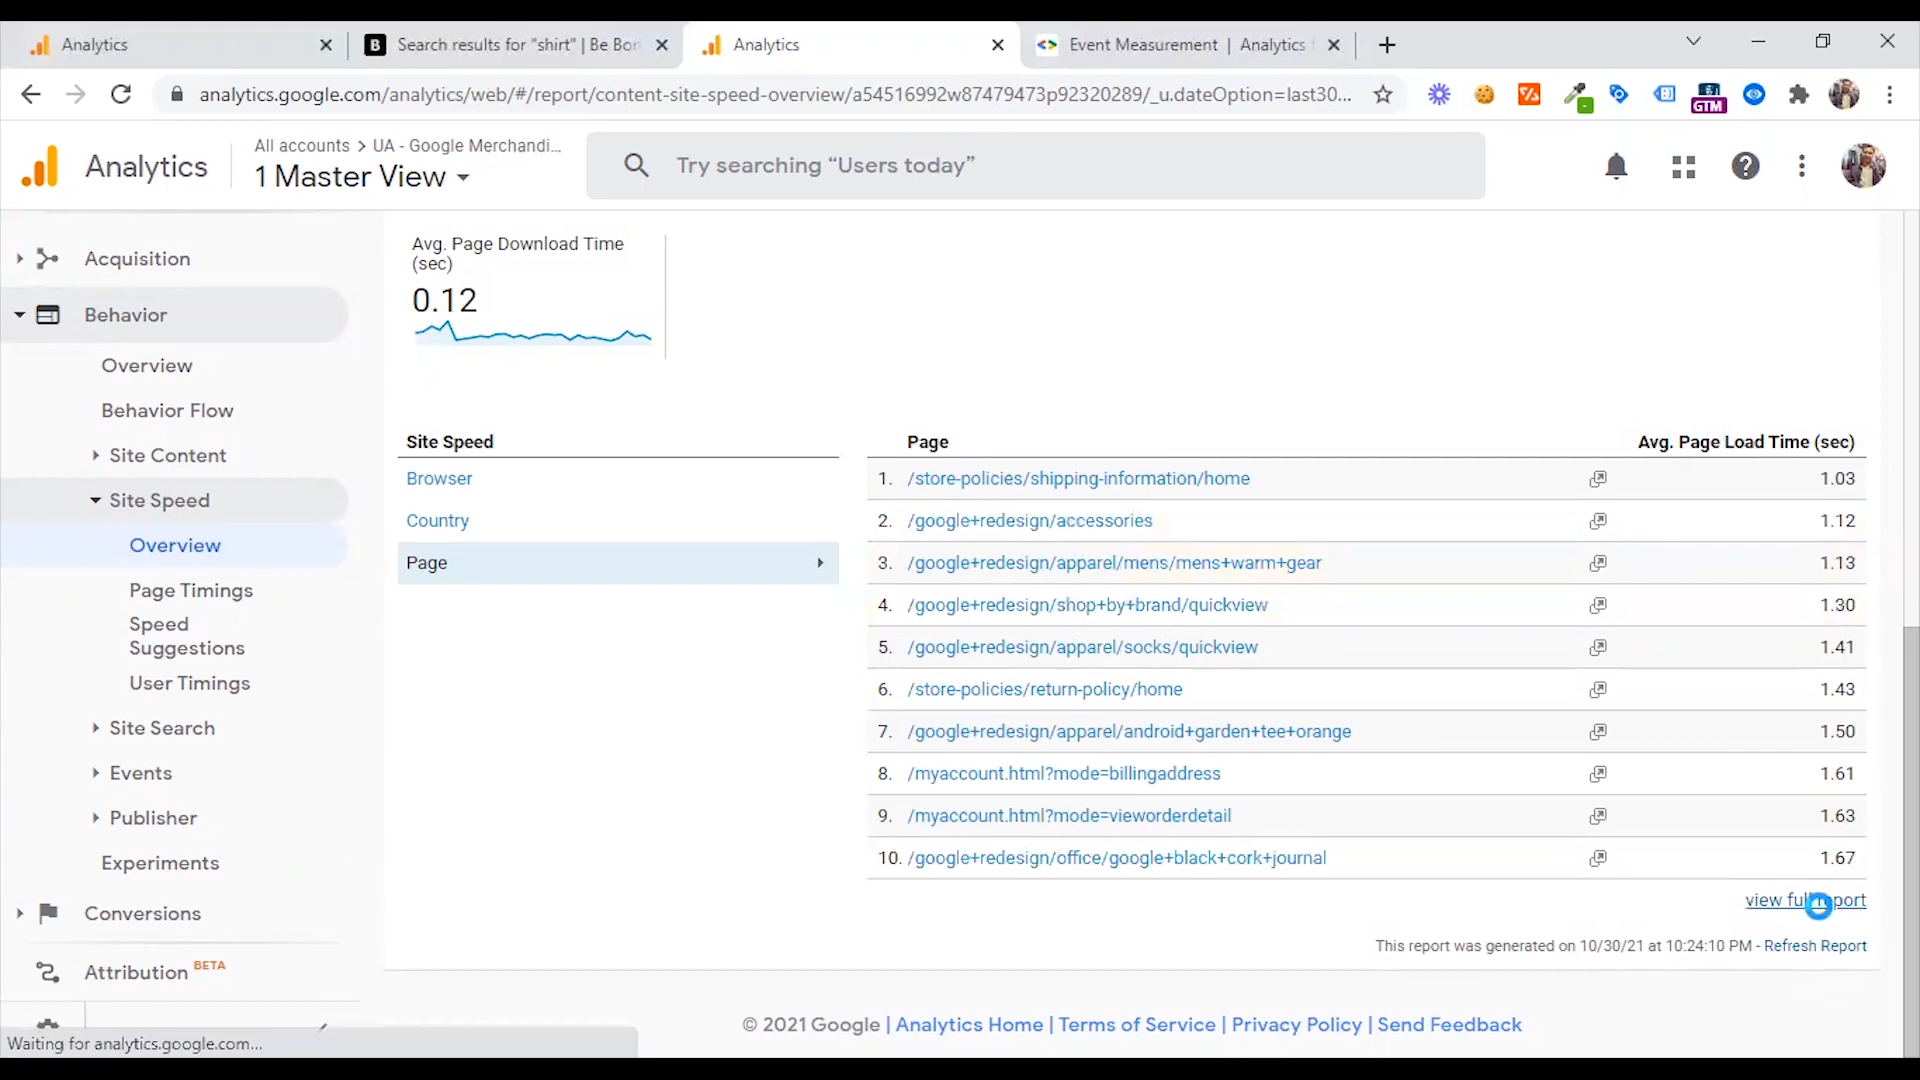 Analytics
Search results for "shirt" | Be Bon
Analytics
Event Measurement | Analytics
analytics.google.com/analytics/web/#/report/content-site-speed-overview/a54516992w87479473p92320289/_u.dateOption=last30...
GTM
Analytics
All accounts > UA - Google Merchandi...
1 Master View
Try searching “Users today”
Acquisition
Behavior
Overview
Behavior Flow
Site Content
Site Speed
Overview
Page Timings
Speed
Suggestions
User Timings
Site Search
Events
Publisher
Experiments
Conversions
Attribution BETA
Avg. Page Download Time
(sec)
0.12
Site Speed
Browser
Country
Page
Page Avg. Page Load Time (sec)
1. /store-policies/shipping-information/home 1.03
2. /google+redesign/accessories 1.12
3. /google+redesign/apparel/mens/mens+warm+gear 1.13
4. /google+redesign/shop+by+brand/quickview 1.30
5. /google+redesign/apparel/socks/quickview 1.41
6. /store-policies/return-policy/home 1.43
7. /google+redesign/apparel/android+garden+tee+orange 1.50
8. /myaccount.html?mode=billingaddress 1.61
9. /myaccount.html?mode=vieworderdetail 1.63
10. /google+redesign/office/google+black+cork+journal 1.67
view full report
This report was generated on 10/30/21 at 10:24:10 PM - Refresh Report
© 2021 Google | Analytics Home | Terms of Service | Privacy Policy | Send Feedback
Waiting for analytics.google.com...